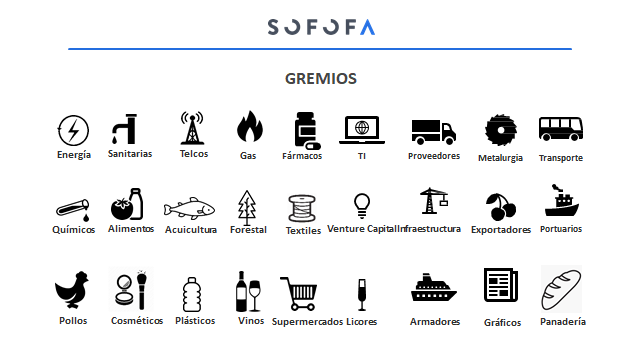 SOFOFA
GREMIOS
Energía Sanitarias Telcos Gas Fármacos TI Proveedores Metalurgia Transporte
Químicos Alimentos Acuicultura Forestal Textiles Venture Capital Infraestructura Exportadores Portuarios
Pollos Cosméticos Plásticos Vinos Supermercados Licores Armadores Gráficos Panadería